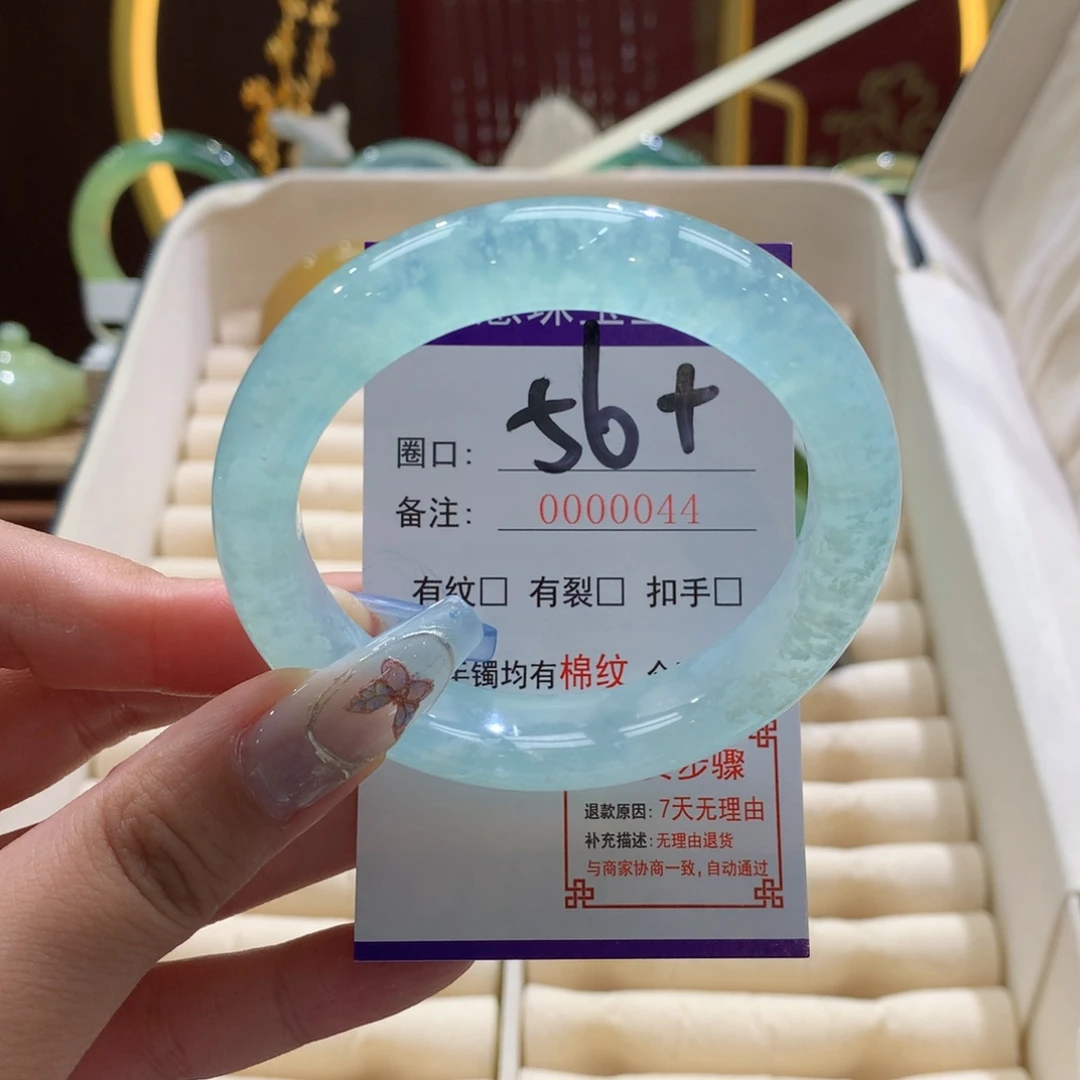 圈口: 56+
备注: 0000044
有纹□ 有裂□ 扣手□
镯均有棉纹
步骤
退款原因: 7天无理由
补充描述: 无理由退货
与商家协商一致, 自动通过